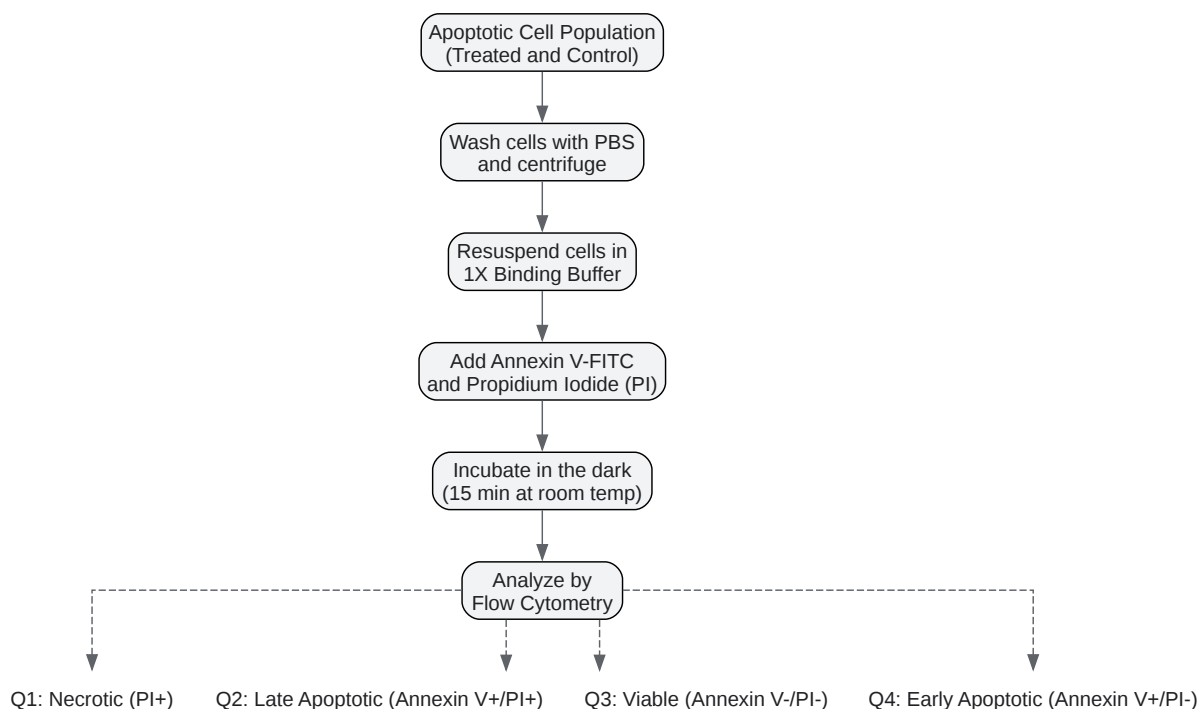 Apoptotic Cell Population
(Treated and Control)
Wash cells with PBS
and centrifuge
Resuspend cells in
1X Binding Buffer
Add Annexin V-FITC
and Propidium Iodide (PI)
Incubate in the dark
(15 min at room temp)
Analyze by
Flow Cytometry
Q1: Necrotic (PI+)
Q2: Late Apoptotic (Annexin V+/PI+)
Q3: Viable (Annexin V-/PI-)
Q4: Early Apoptotic (Annexin V+/PI-)